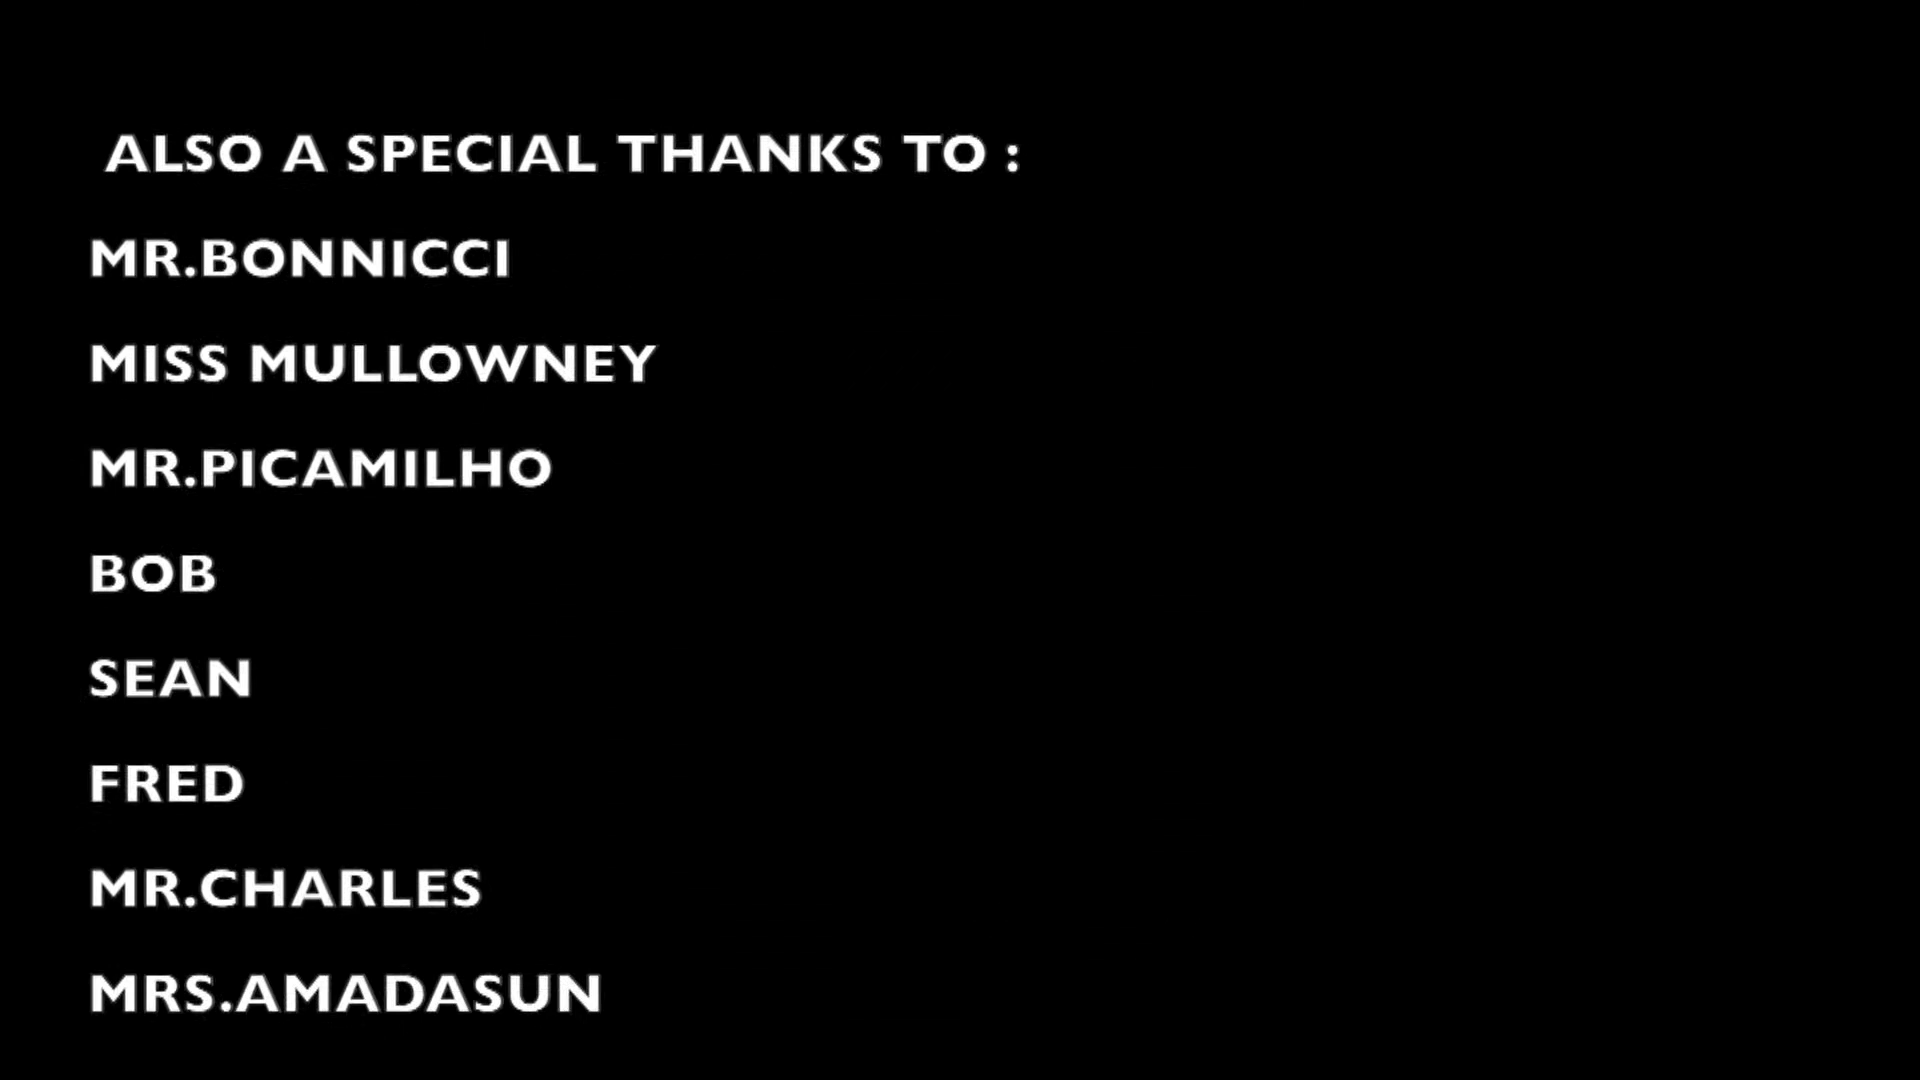 ALSO A SPECIAL THANKS TO :
MR.BONNICCI
MISS MULLOWNEY
MR.PICAMILHO
BOB
SEAN
FRED
MR.CHARLES
MRS.AMADASUN